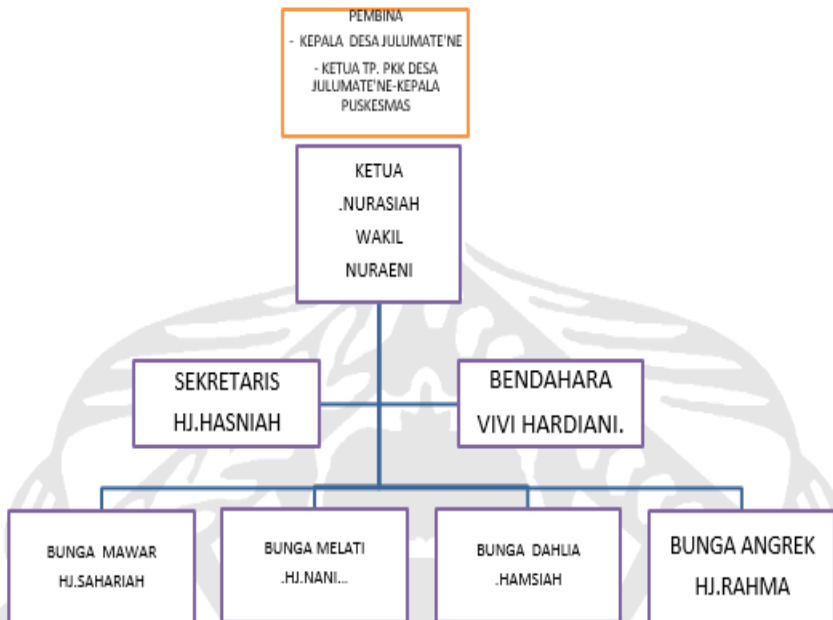 PEMBINA
- KEPALA DESA JULUMATE'NE
- KETUA TP. PKK DESA
JULUMATE'NE-KEPALA
PUSKESMAS
KETUA
.NURASIAH
WAKIL
NURAENI
SEKRETARIS
HJ.HASNIAH
BENDAHARA
VIVI HARDIANI.
BUNGA MAWAR
HJ.SAHARIAH
BUNGA MELATI
.HJ.NANI...
BUNGA DAHLIA
.HAMSIAH
BUNGA ANGREK
HJ.RAHMA